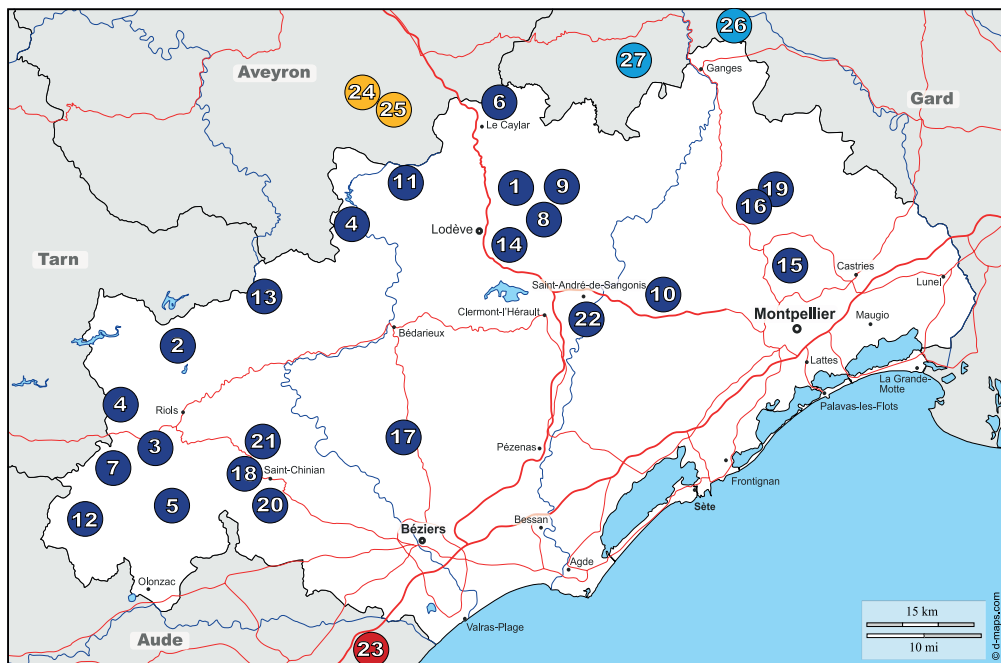 26
27
Ganges
Aveyron
24
25
6
Le Caylar
Gard
11
1
9
19
16
4
8
Lodève
14
Tarn
15
Castries
Lunel
13
Saint-André-de-Sangonis
10
Clermont-l'Hérault
22
Montpellier
Maugio
Bédarieux
2
Lattes
La Grande-
Motte
Palavas-les-Flots
4
Riols
3
21
17
Pézenas
7
18
Saint-Chinian
Frontignan
5
20
Sète
12
Bessan
Béziers
Agde
Olonzac
Valras-Plage
15 km
10 mi
Aude
23
© d-maps.com